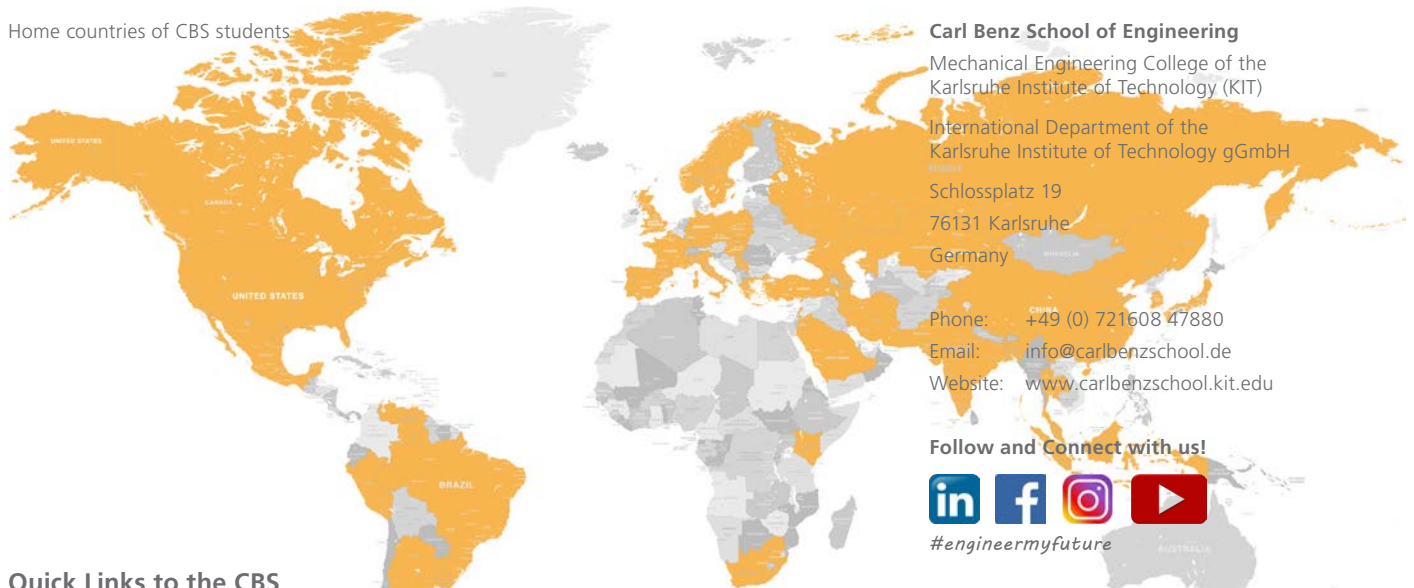 Home countries of CBS students
Carl Benz School of Engineering
Mechanical Engineering College of the
Karlsruhe Institute of Technology (KIT)
International Department of the
Karlsruhe Institute of Technology gGmbH
Schlossplatz 19
76131 Karlsruhe
Germany
Phone: +49 (0) 721608 47880
Email: info@carlbenzschool.de
Website: www.carlbenzschool.kit.edu
Follow and Connect with us!
in f
#engineermyfuture
UNITED STATES
CANADA
UNITED STATES
BRAZIL
RUSSIA
MONGOLIA
CHINA
AUSTRALIA
Quick Links to the CBS